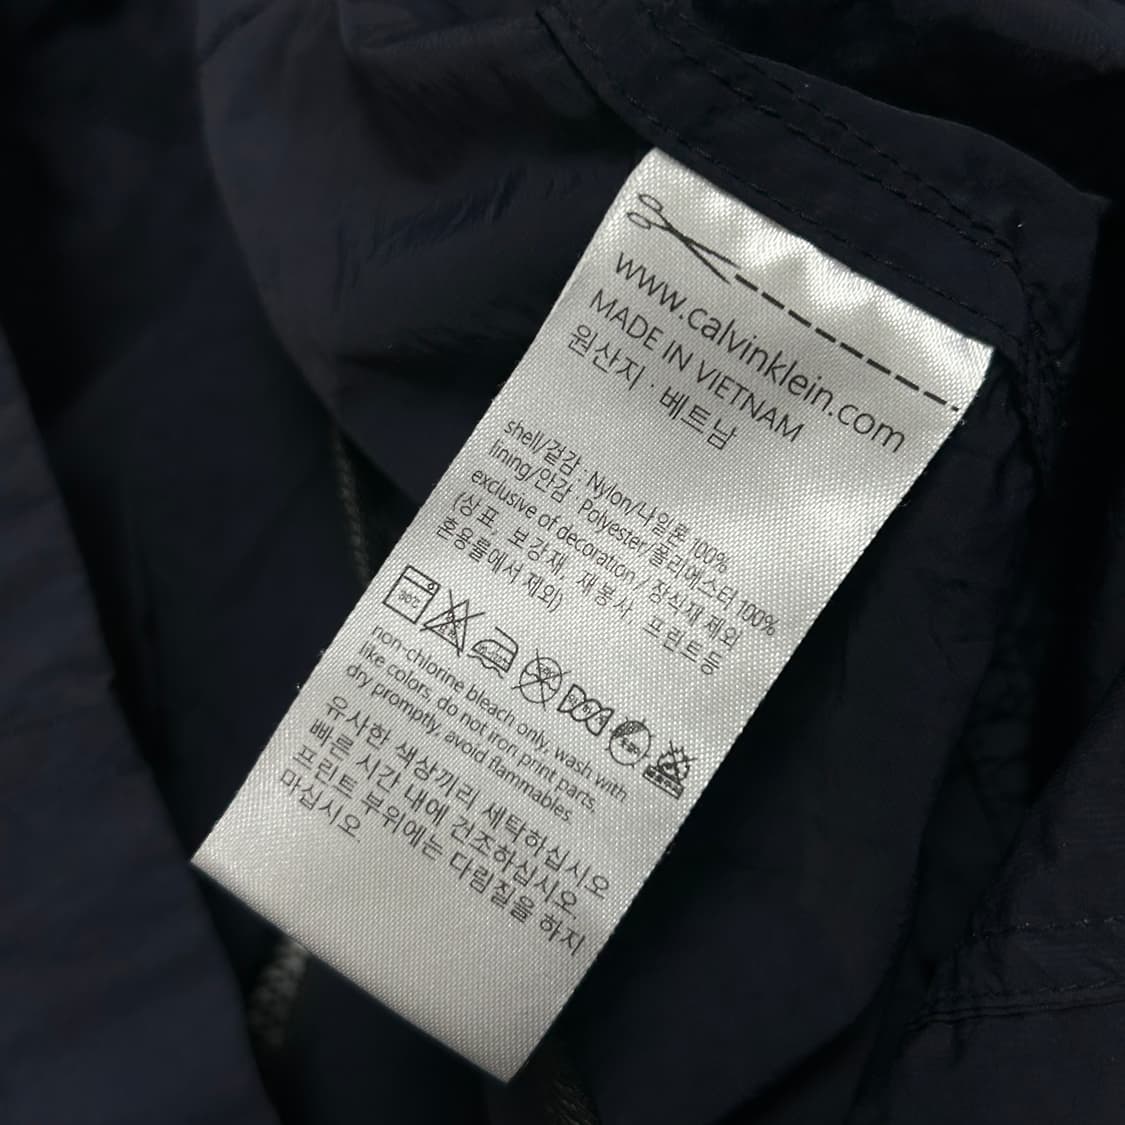 www.calvinklein.com
MADE IN VIETNAM
원산지 : 베트남
shell/겉감 : Nylon/나일론 100%
lining/안감 : Polyester/폴리에스터 100%
exclusive of decoration / 장식재 제외
(상표, 보강재, 재봉사, 프린트등
혼용률에서 제외)
non-chlorine bleach only, wash with
like colors, do not iron print parts,
dry promptly, avoid flammables.
유사한 색상끼리 세탁하십시오
빠른 시간 내에 건조하십시오.
프린트 부위에는 다림질을 하지
마십시오.